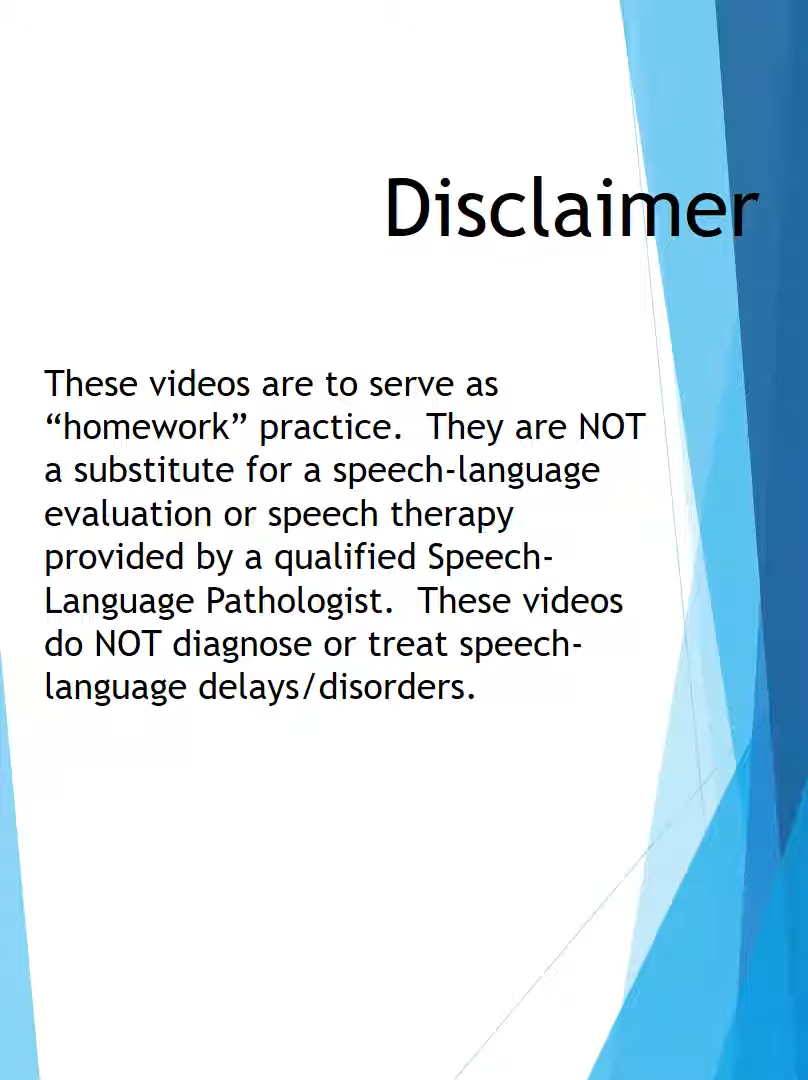 Disclaimer
These videos are to serve as
“homework” practice.  They are NOT
a substitute for a speech-language
evaluation or speech therapy
provided by a qualified Speech-
Language Pathologist.  These videos
do NOT diagnose or treat speech-
language delays/disorders.